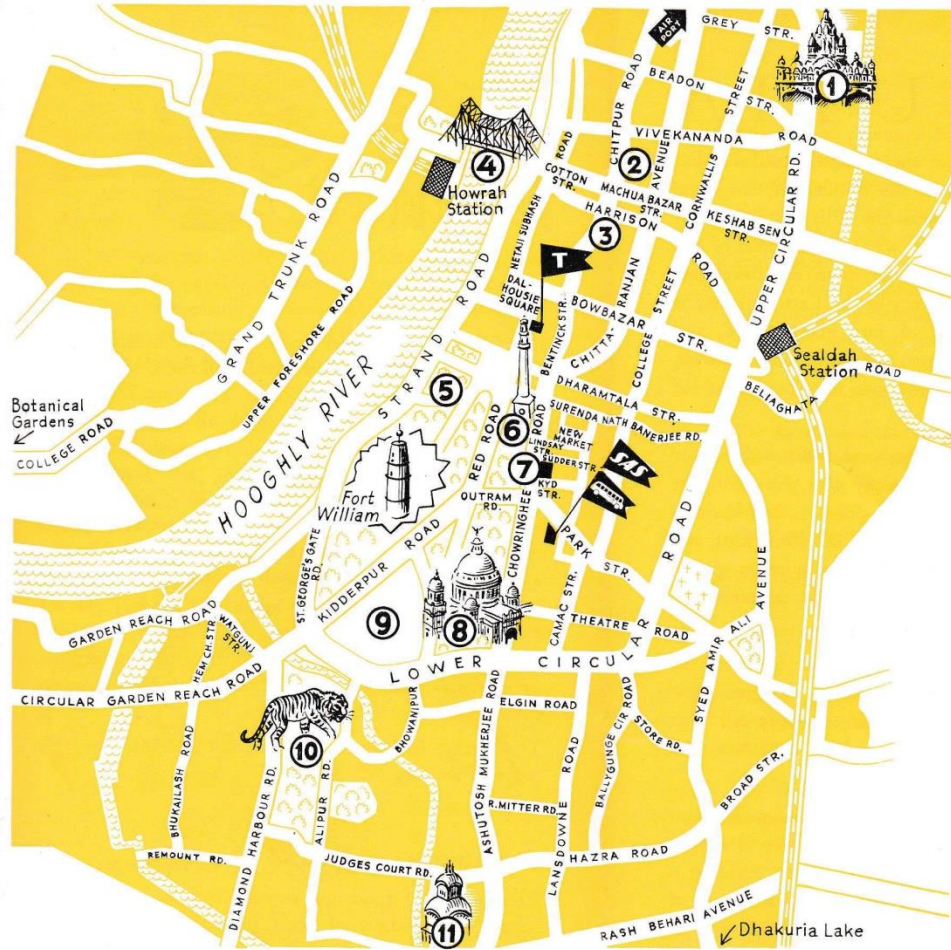 AIR PORT
GREY STR.
BEADON STR.
1
CHITPUR ROAD
VIVEKANANDA ROAD
2
4
Howrah
Station
COTTON
STR.
MACHUA BAZAR
STR.
AVENUE
CORNWALLIS STREET
KESHAB SEN
STR.
HARRISON ROAD
3
UPPER CIRCULAR RD.
NETAJI SUBHASH ROAD
T
DAL-
HOUSIE
SQUARE
GRAND TRUNK ROAD
UPPER FORESHORE ROAD
STRAND ROAD
BOWBAZAR STR.
BENTINCK STR.
CHITTA RANJAN
COLLEGE STREET
Sealdah
Station
ROAD
BELIAGHATA
HOOGHLY RIVER
Botanical
Gardens
COLLEGE ROAD
5
DHARAMTALA STR.
SURENDA NATH BANERJEE RD.
6
RED ROAD
NEW
MARKET
LINDSAY
STR.
SUDDER STR.
7
KYD
STR.
SAS
Fort
William
OUTRAM
RD.
CHOWRINGHEE ROAD
PARK STR.
ST. GEORGE'S GATE
RD.
KIDDERPUR ROAD
9
8
CAMAC STR.
THEATRE ROAD
GARDEN REACH ROAD
WATGUNJ
STR.
HEM CH. STR.
CIRCULAR GARDEN REACH ROAD
LOWER CIRCULAR ROAD
SYED AMIR ALI AVENUE
10
BHOWANIPUR
ELGIN ROAD
BALLYGUNGE CIR ROAD
STORE RD.
BHUKAILASH ROAD
DIAMOND HARBOUR RD.
ALIPUR RD.
ASHUTOSH MUKHERJEE ROAD
R. MITTER RD.
LANSDOWNE ROAD
BROAD STR.
REMOUNT RD.
JUDGES COURT RD.
HAZRA ROAD
11
RASH BEHARI AVENUE
Dhakuria Lake